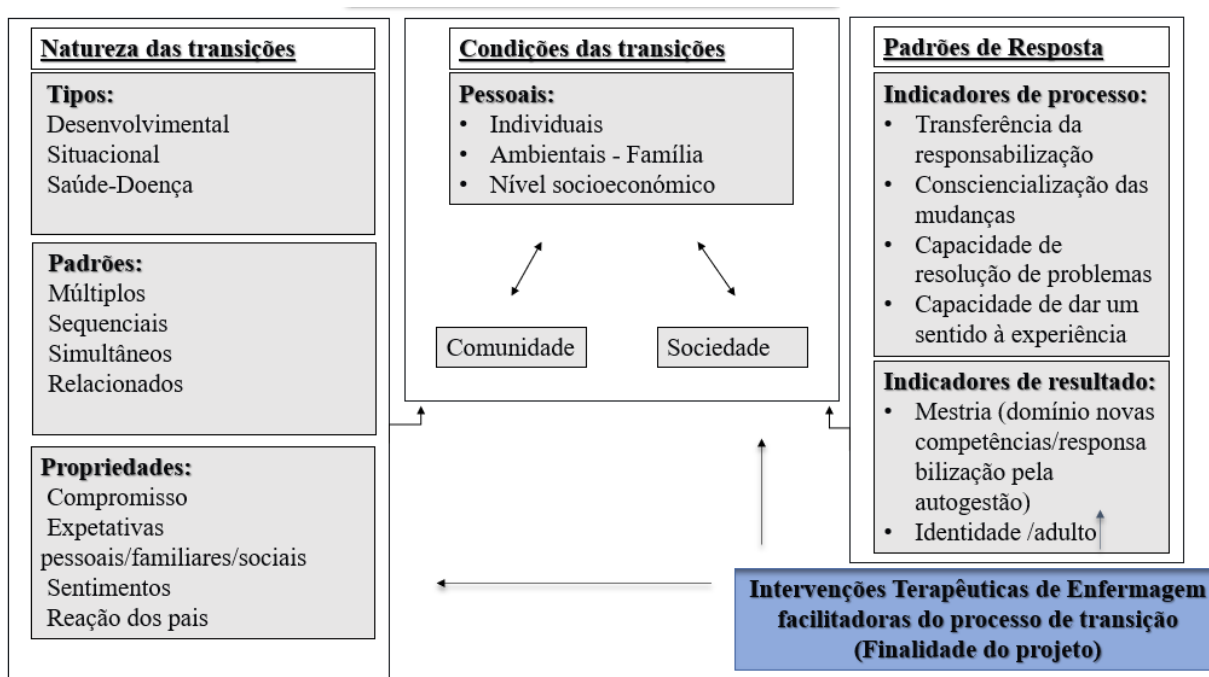 Natureza das transições
Tipos:
Desenvolvimental
Situacional
Saúde-Doença
Padrões:
Múltiplos
Sequenciais
Simultâneos
Relacionados
Propriedades:
Compromisso
Expetativas
pessoais/familiares/sociais
Sentimentos
Reação dos pais
Condições das transições
Pessoais:
• Individuais
• Ambientais - Família
• Nível socioeconómico
Comunidade
Sociedade
Padrões de Resposta
Indicadores de processo:
• Transferência da
responsabilização
• Consciencialização das
mudanças
• Capacidade de
resolução de problemas
• Capacidade de dar um
sentido à experiência
Indicadores de resultado:
• Mestria (domínio novas
competências/responsa
bilização pela
autogestão)
• Identidade /adulto
Intervenções Terapêuticas de Enfermagem
facilitadoras do processo de transição
(Finalidade do projeto)